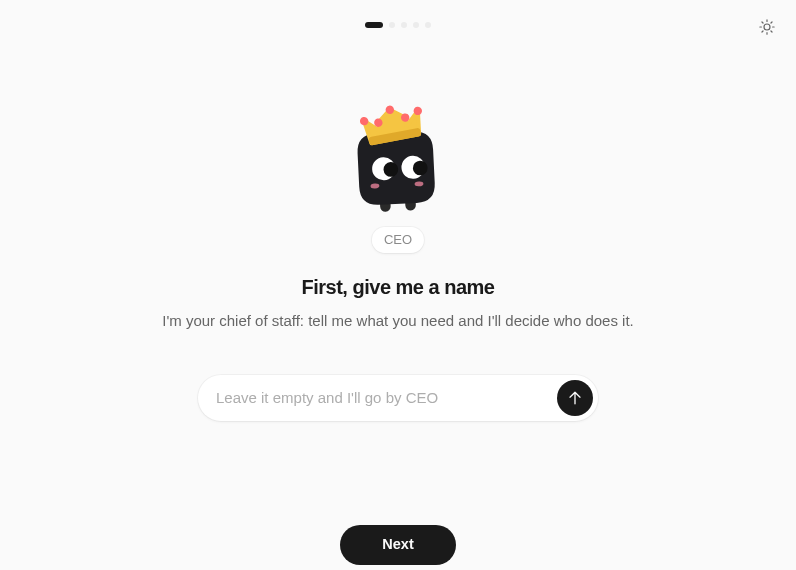 CEO
First, give me a name
I'm your chief of staff: tell me what you need and I'll decide who does it.
Leave it empty and I'll go by CEO
Next